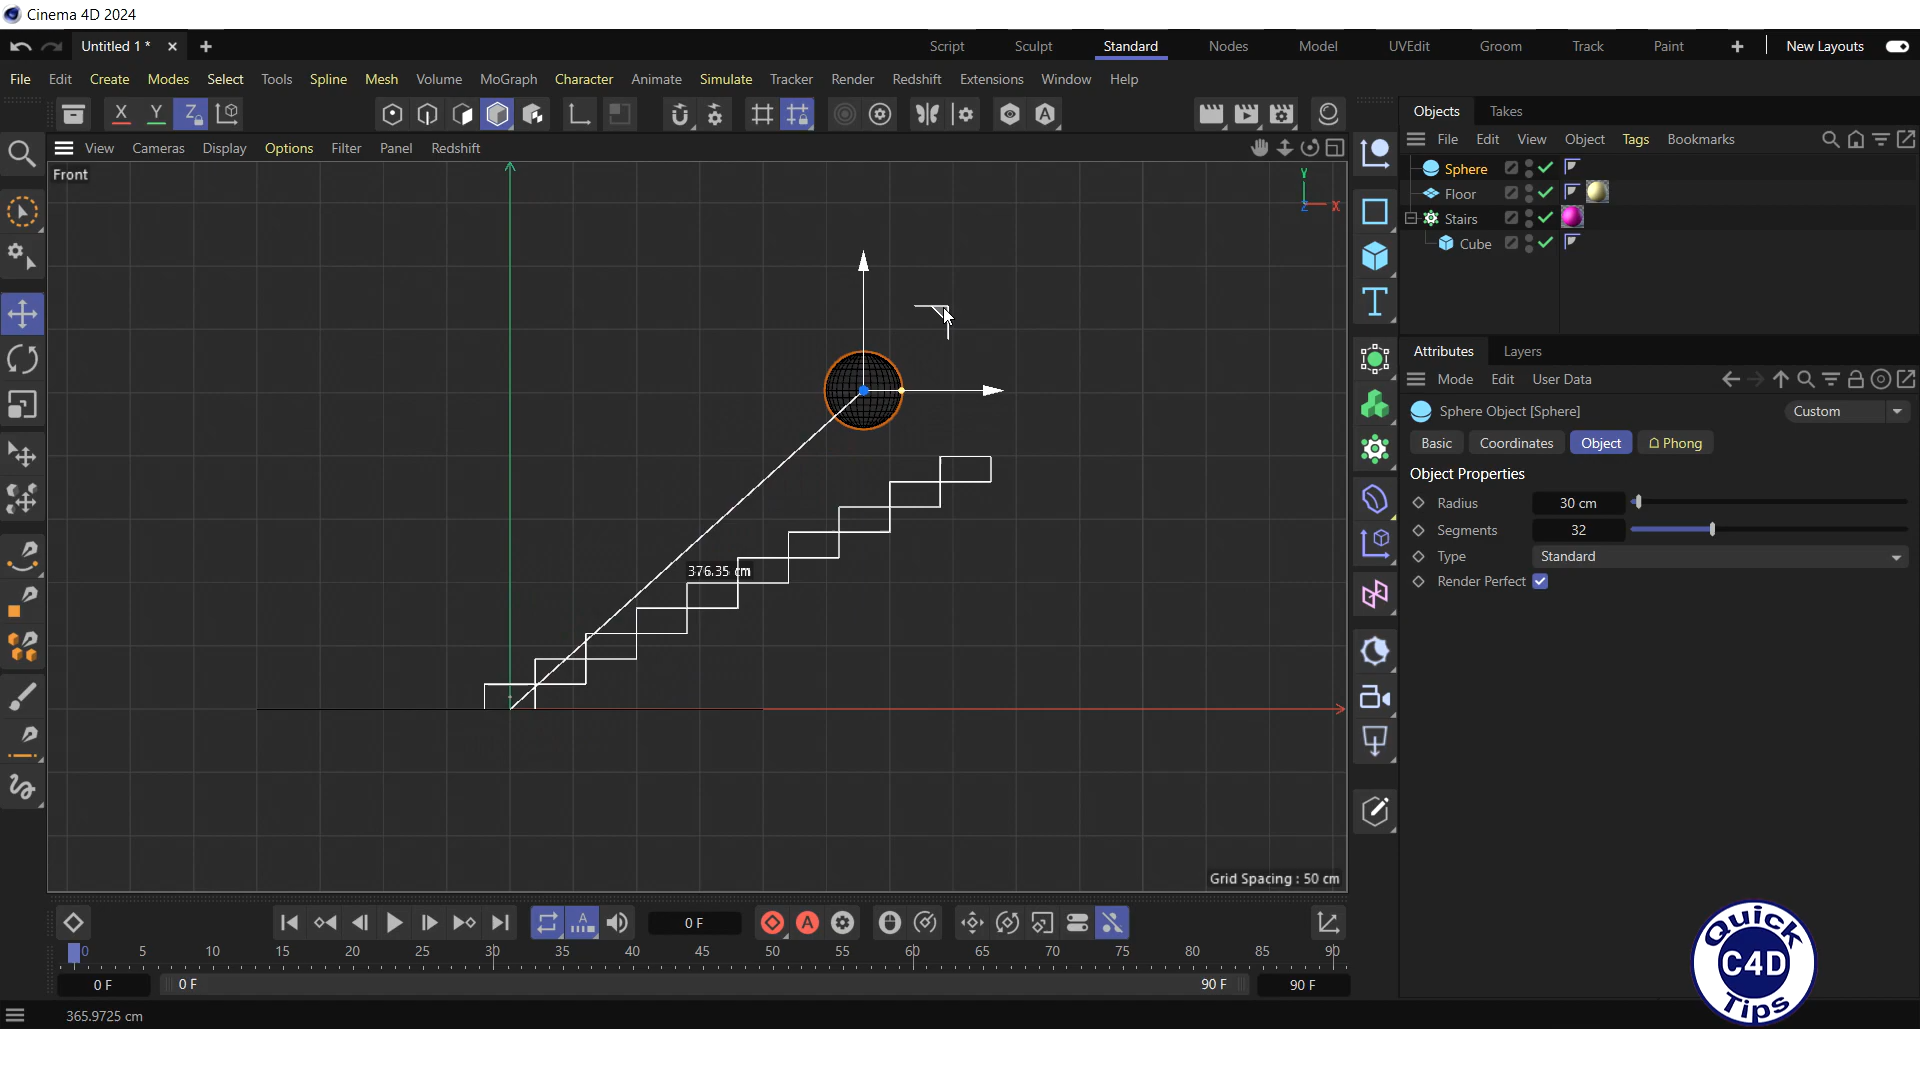 Cinema 4D 2024
Untitled 1 *
Script Sculpt Standard Nodes Model UVEdit Groom Track Paint New Layouts
File Edit Create Modes Select Tools Spline Mesh Volume MoGraph Character Animate Simulate Tracker Render Redshift Extensions Window Help
X Y Z
Objects Takes
View Cameras Display Options Filter Panel Redshift
File Edit View Object Tags Bookmarks
Front
Y
Z X
Sphere
Floor
Stairs
Cube
Attributes Layers
Mode Edit User Data
Sphere Object [Sphere] Custom
Basic Coordinates Object Phong
Object Properties
Radius 30 cm
Segments 32
Type Standard
Render Perfect
376.35 cm
Grid Spacing : 50 cm
0 F
0 5 10 15 20 25 30 35 40 45 50 55 60 65 70 75 80 85 90
0 F 0 F 90 F 90 F
365.9725 cm
Quick
C4D
Tips